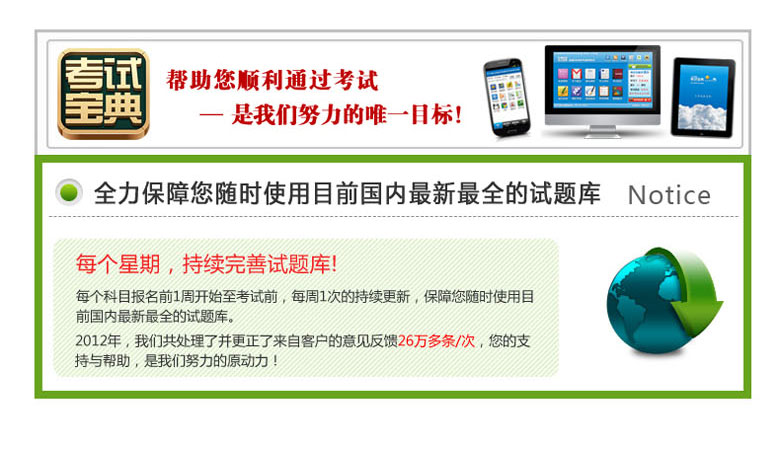 考试
宝典
帮助您顺利通过考试
— 是我们努力的唯一目标!
全力保障您随时使用目前国内最新最全的试题库 Notice
每个星期，持续完善试题库!
每个科目报名前1周开始至考试前，每周1次的持续更新，保障您随时使用目
前国内最新最全的试题库。
2012年，我们共处理了并更正了来自客户的意见反馈26万多条/次，您的支
持与帮助，是我们努力的原动力！